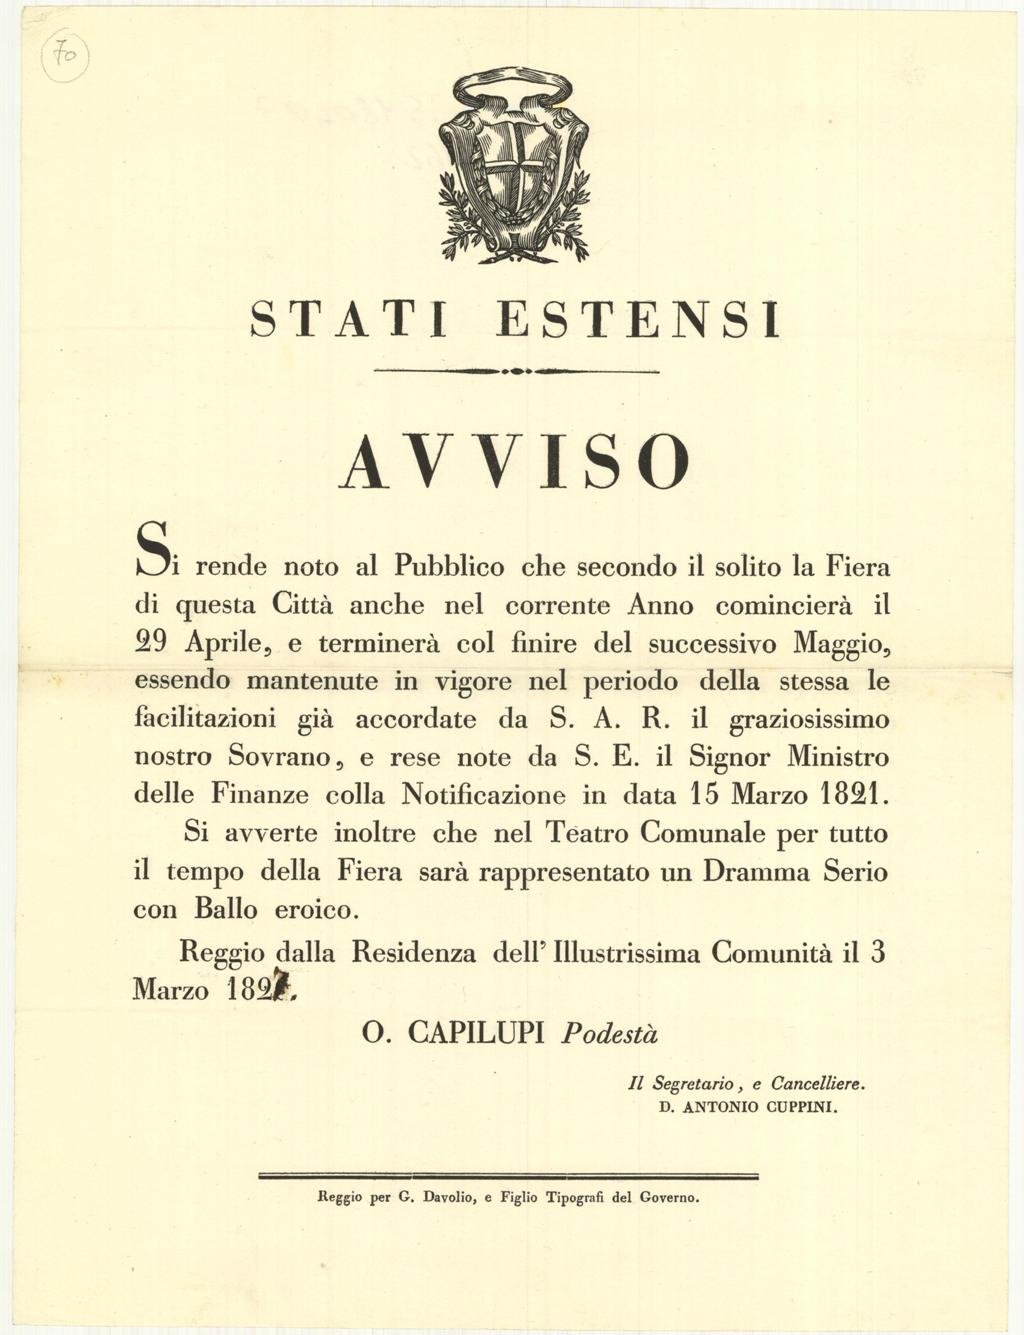 70
STATI ESTENSI
AVVISO
Si rende noto al Pubblico che secondo il solito la Fiera
di questa Città anche nel corrente Anno comincierà il
29 Aprile, e terminerà col finire del successivo Maggio,
essendo mantenute in vigore nel periodo della stessa le
facilitazioni già accordate da S. A. R. il graziosissimo
nostro Sovrano, e rese note da S. E. il Signor Ministro
delle Finanze colla Notificazione in data 15 Marzo 1821.
Si avverte inoltre che nel Teatro Comunale per tutto
il tempo della Fiera sarà rappresentato un Dramma Serio
con Ballo eroico.
Reggio dalla Residenza dell' Illustrissima Comunità il 3
Marzo
O. CAPILUPI Podestà
Il Segretario, e Cancelliere.
D. ANTONIO CUPPINI.
Reggio per G. Davolio, e Figlio Tipografi del Governo.